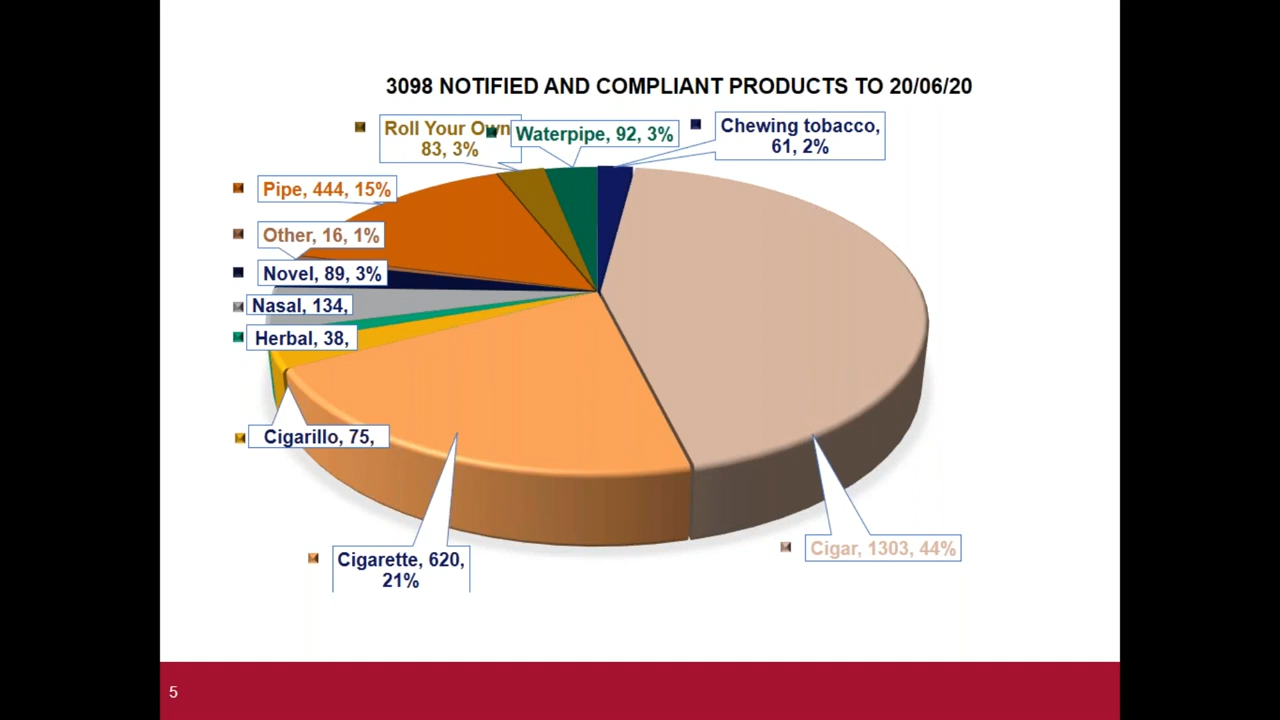 3098 NOTIFIED AND COMPLIANT PRODUCTS TO 20/06/20
Roll Your Own
83, 3%
Waterpipe, 92, 3%
Chewing tobacco,
61, 2%
Pipe, 444, 15%
Other, 16, 1%
Novel, 89, 3%
Nasal, 134,
Herbal, 38,
Cigarillo, 75,
Cigarette, 620,
21%
Cigar, 1303, 44%
5